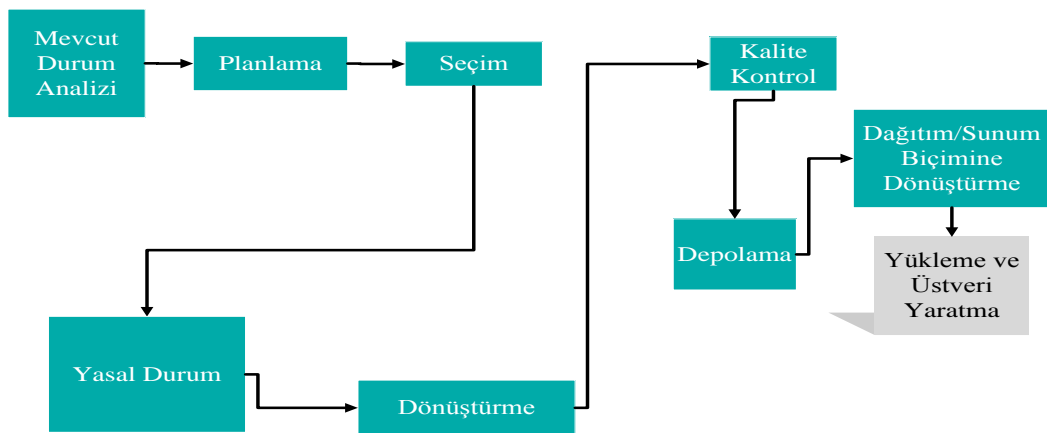 Mevcut
Durum
Analizi
Planlama
Seçim
Yasal Durum
Dönüştürme
Kalite
Kontrol
Depolama
Dağıtım/Sunum
Biçimine
Dönüştürme
Yükleme ve
Üstveri
Yaratma